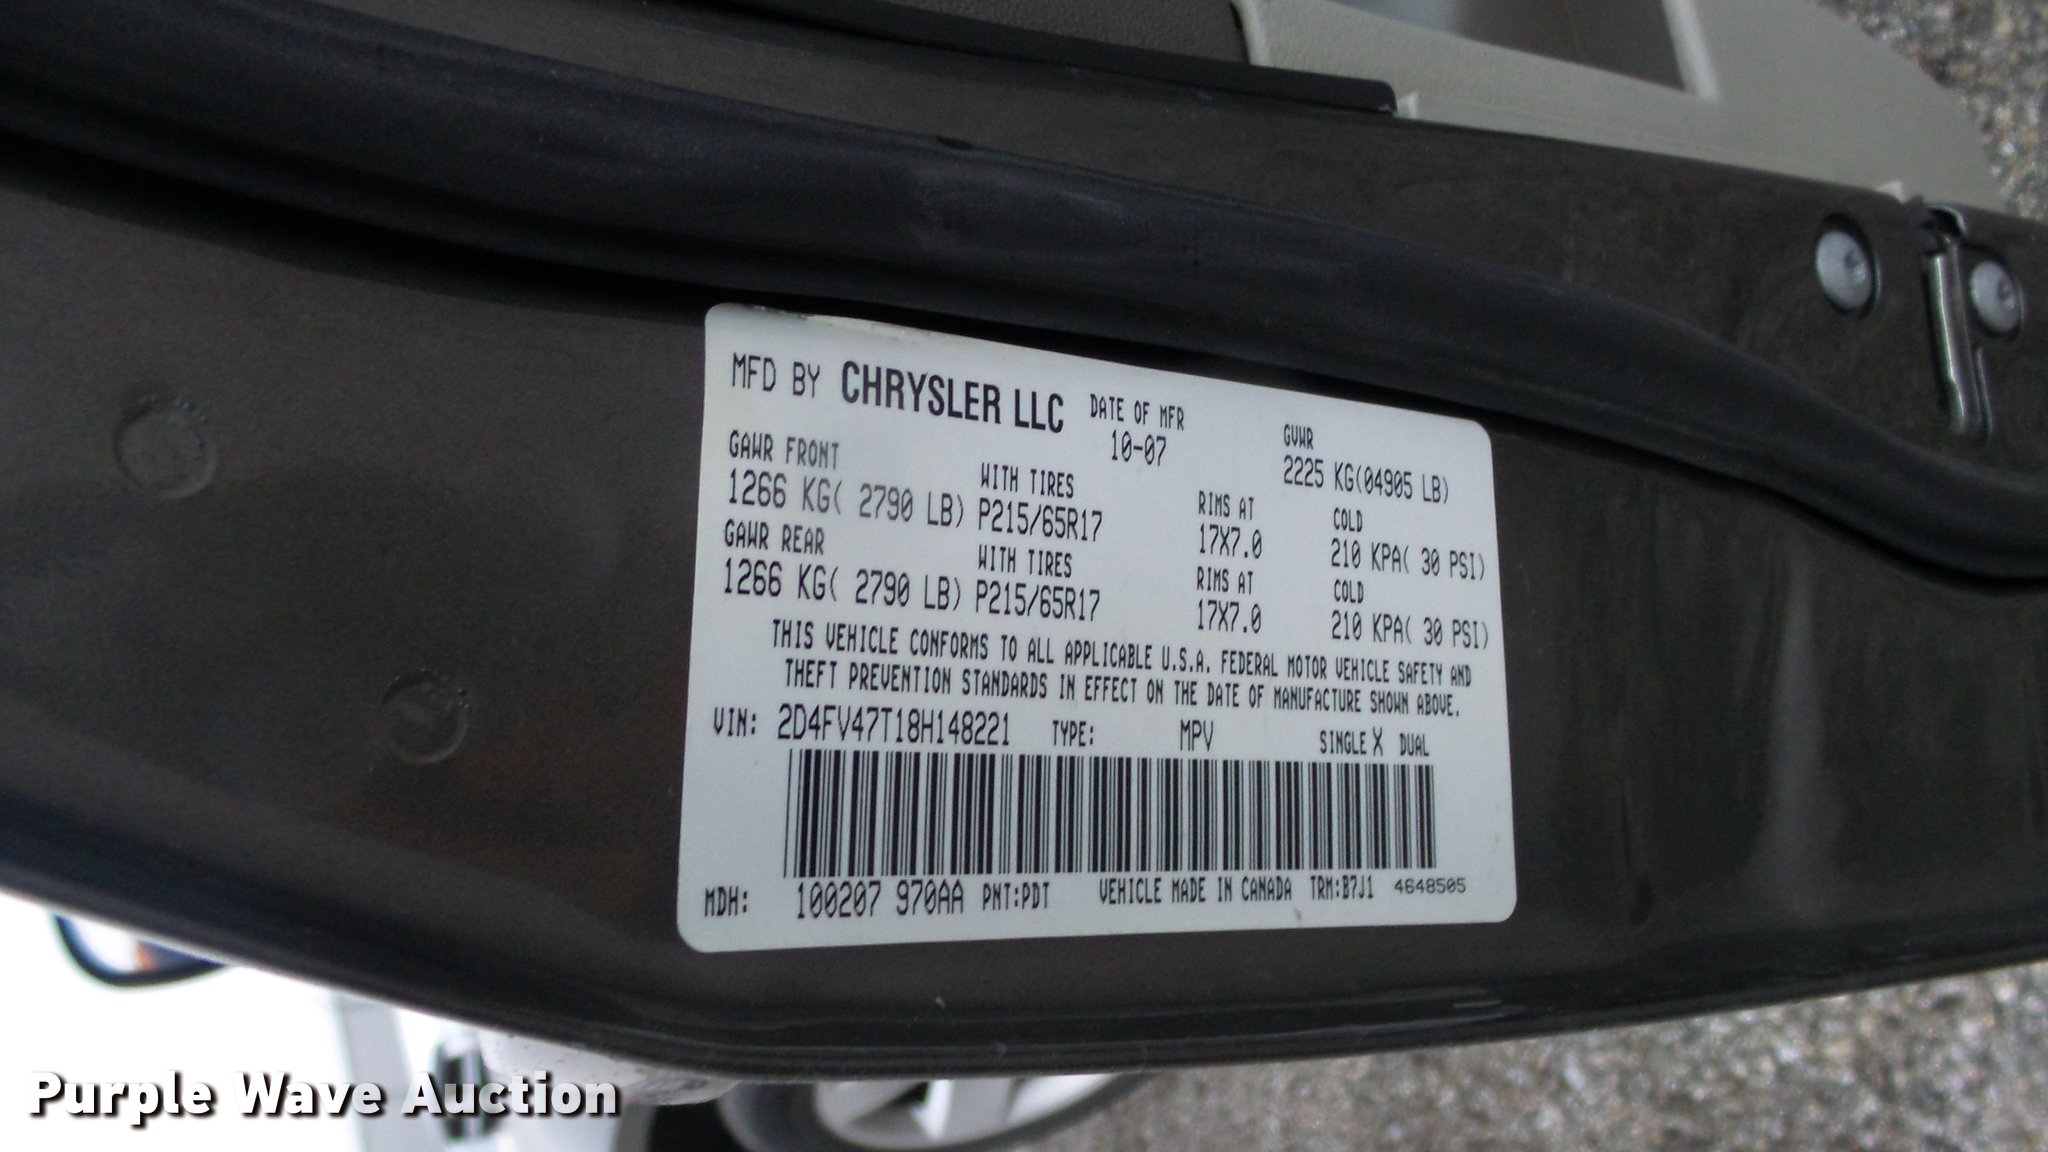 MFD BY CHRYSLER LLC DATE OF MFR GVWR
10-07 2225 KG(04905 LB)
GAWR FRONT WITH TIRES RIMS AT COLD
1266 KG( 2790 LB) P215/65R17 17X7.0 210 KPA( 30 PSI)
GAWR REAR WITH TIRES RIMS AT COLD
1266 KG( 2790 LB) P215/65R17 17X7.0 210 KPA( 30 PSI)
THIS VEHICLE CONFORMS TO ALL APPLICABLE U.S.A. FEDERAL MOTOR VEHICLE SAFETY AND
THEFT PREVENTION STANDARDS IN EFFECT ON THE DATE OF MANUFACTURE SHOWN ABOVE.
VIN: 2D4FV47T18H148221 TYPE: MPV SINGLE X DUAL
MDH: 100207 970AA PNT:PDT VEHICLE MADE IN CANADA TRM:B7J1 4648505
Purple Wave Auction